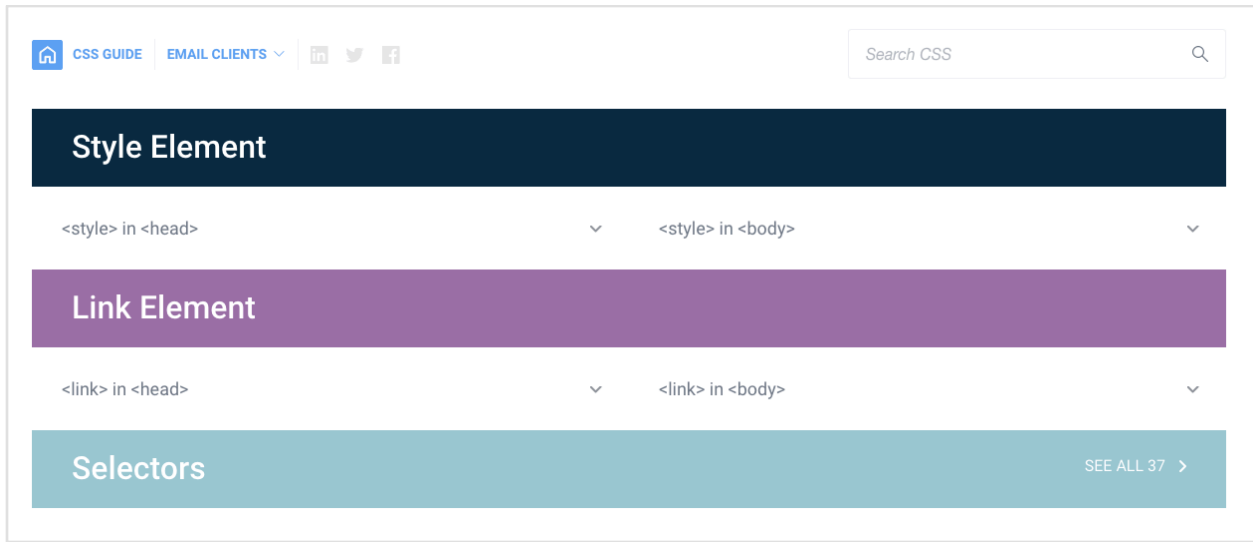 CSS GUIDE EMAIL CLIENTS Search CSS
Style Element
<style> in <head> <style> in <body>
Link Element
<link> in <head> <link> in <body>
Selectors SEE ALL 37